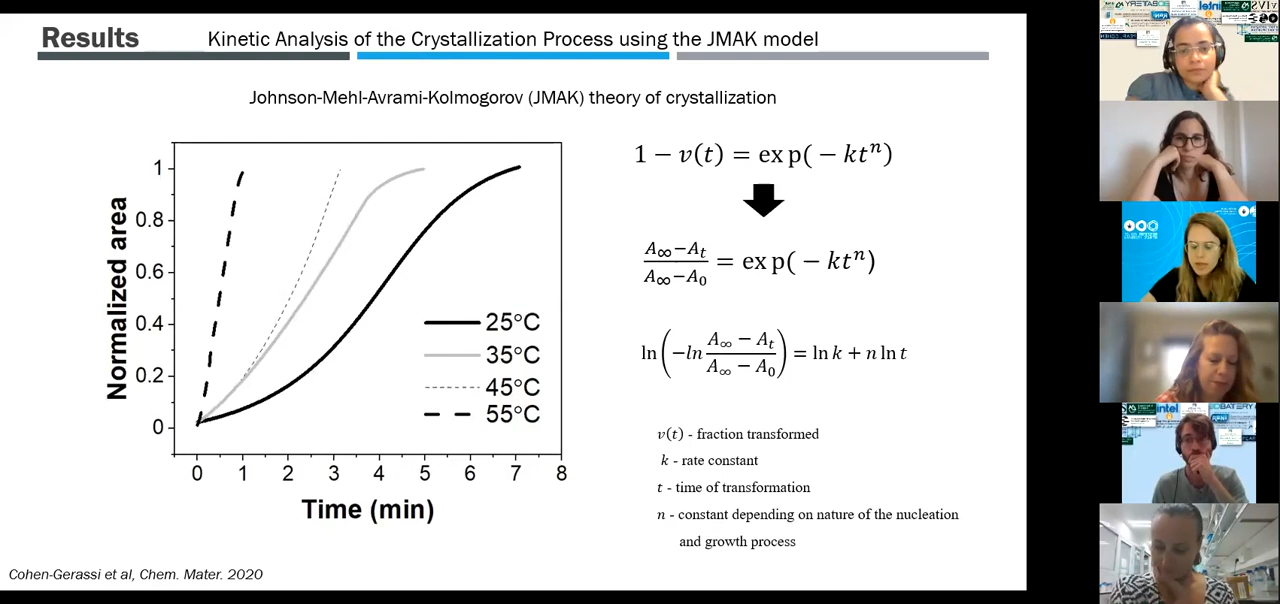 Results
Kinetic Analysis of the Crystallization Process using the JMAK model
Johnson-Mehl-Avrami-Kolmogorov (JMAK) theory of crystallization
Normalized area
1
0.8
0.6
0.4
0.2
0
25°C
35°C
45°C
55°C
0 1 2 3 4 5 6 7 8
Time (min)
1 − v(t) = exp(− ktⁿ)
(A∞−Aₜ)/(A∞−A₀) = exp(− ktⁿ)
ln(−ln (A∞ − Aₜ)/(A∞ − A₀)) = ln k + n ln t
v(t) - fraction transformed
k - rate constant
t - time of transformation
n - constant depending on nature of the nucleation
and growth process
Cohen-Gerassi et al, Chem. Mater. 2020
intel